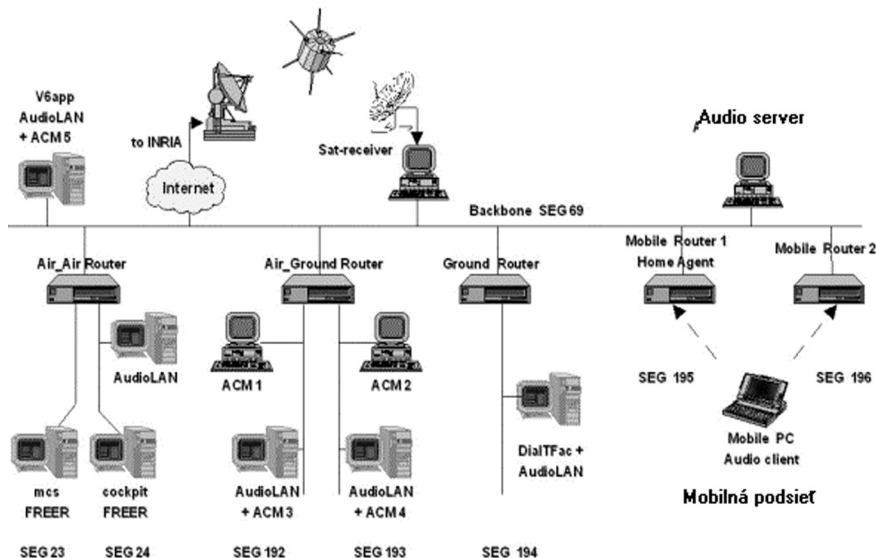 V6app
AudioLAN
+ ACM 5
to INRIA
Internet
Sat-receiver
Audio server
Backbone SEG 69
Air_Air Router
Air_Ground Router
Ground Router
Mobile Router 1
Home Agent
Mobile Router 2
AudioLAN
ACM 1
ACM 2
SEG 195
SEG 196
mcs
FREER
cockpit
FREER
AudioLAN
+ ACM 3
AudioLAN
+ ACM 4
DialTFac +
AudioLAN
Mobile PC
Audio client
Mobilná podsieť
SEG 23
SEG 24
SEG 192
SEG 193
SEG 194